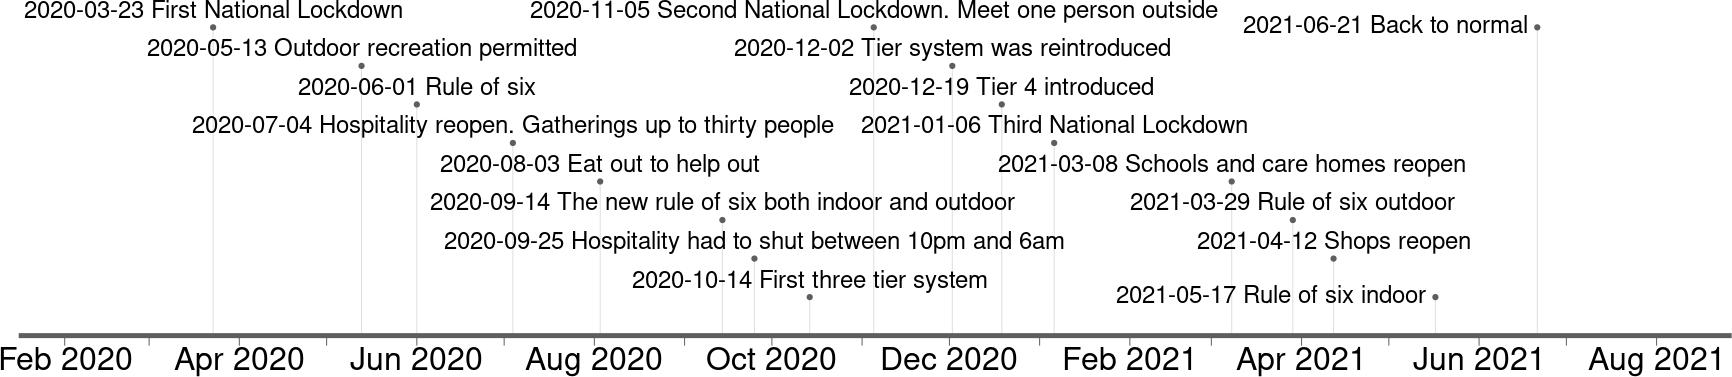 2020-03-23 First National Lockdown
2020-05-13 Outdoor recreation permitted
2020-06-01 Rule of six
2020-07-04 Hospitality reopen. Gatherings up to thirty people
2020-08-03 Eat out to help out
2020-09-14 The new rule of six both indoor and outdoor
2020-09-25 Hospitality had to shut between 10pm and 6am
2020-10-14 First three tier system
2020-11-05 Second National Lockdown. Meet one person outside
2020-12-02 Tier system was reintroduced
2020-12-19 Tier 4 introduced
2021-01-06 Third National Lockdown
2021-03-08 Schools and care homes reopen
2021-03-29 Rule of six outdoor
2021-04-12 Shops reopen
2021-05-17 Rule of six indoor
2021-06-21 Back to normal
Feb 2020 Apr 2020 Jun 2020 Aug 2020 Oct 2020 Dec 2020 Feb 2021 Apr 2021 Jun 2021 Aug 2021